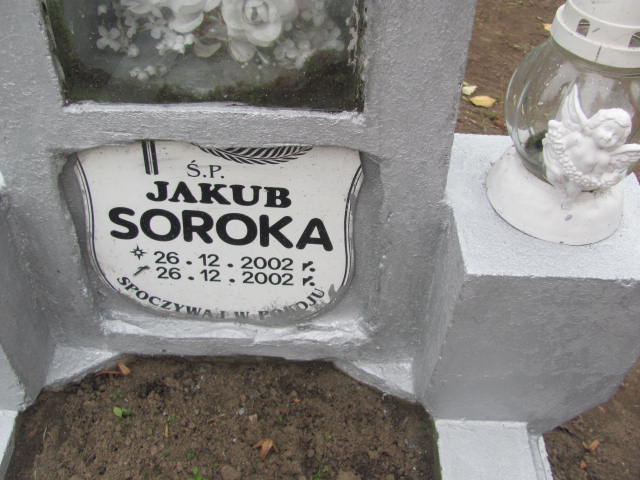 Ś.P.
JAKUB
SOROKA
* 26.12.2002 r.
† 26.12.2002 r.
SPOCZYWAJ W POKOJU